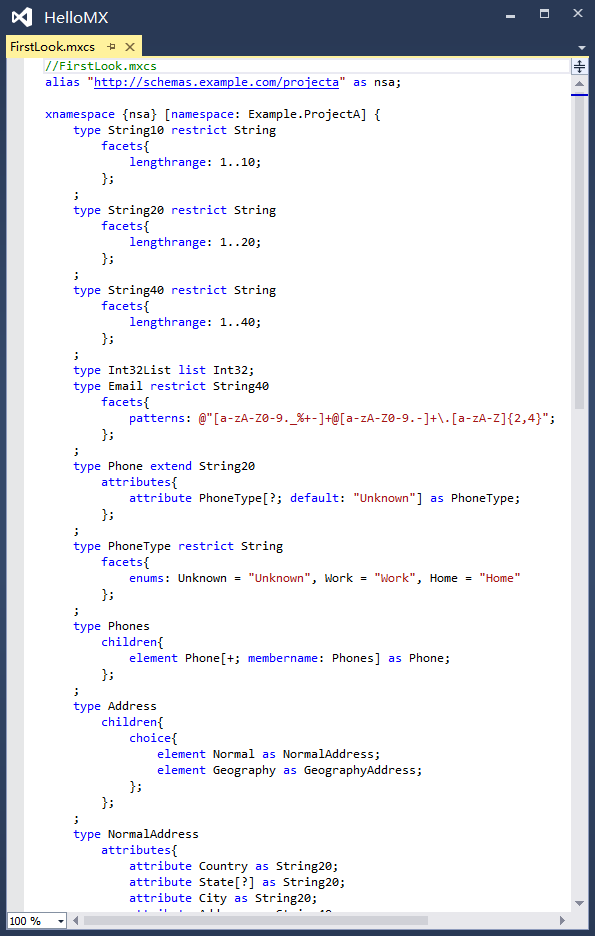 HelloMX
FirstLook.mxcs
//FirstLook.mxcs
alias "http://schemas.example.com/projecta" as nsa;
xnamespace {nsa} [namespace: Example.ProjectA] {
type String10 restrict String
facets{
lengthrange: 1..10;
};
;
type String20 restrict String
facets{
lengthrange: 1..20;
};
;
type String40 restrict String
facets{
lengthrange: 1..40;
};
;
type Int32List list Int32;
type Email restrict String40
facets{
patterns: @"[a-zA-Z0-9._%+-]+@[a-zA-Z0-9.-]+\.[a-zA-Z]{2,4}";
};
;
type Phone extend String20
attributes{
attribute PhoneType[?; default: "Unknown"] as PhoneType;
};
;
type PhoneType restrict String
facets{
enums: Unknown = "Unknown", Work = "Work", Home = "Home"
};
;
type Phones
children{
element Phone[+; membername: Phones] as Phone;
};
;
type Address
children{
choice{
element Normal as NormalAddress;
element Geography as GeographyAddress;
};
};
;
type NormalAddress
attributes{
attribute Country as String20;
attribute State[?] as String20;
attribute City as String20;
100 %